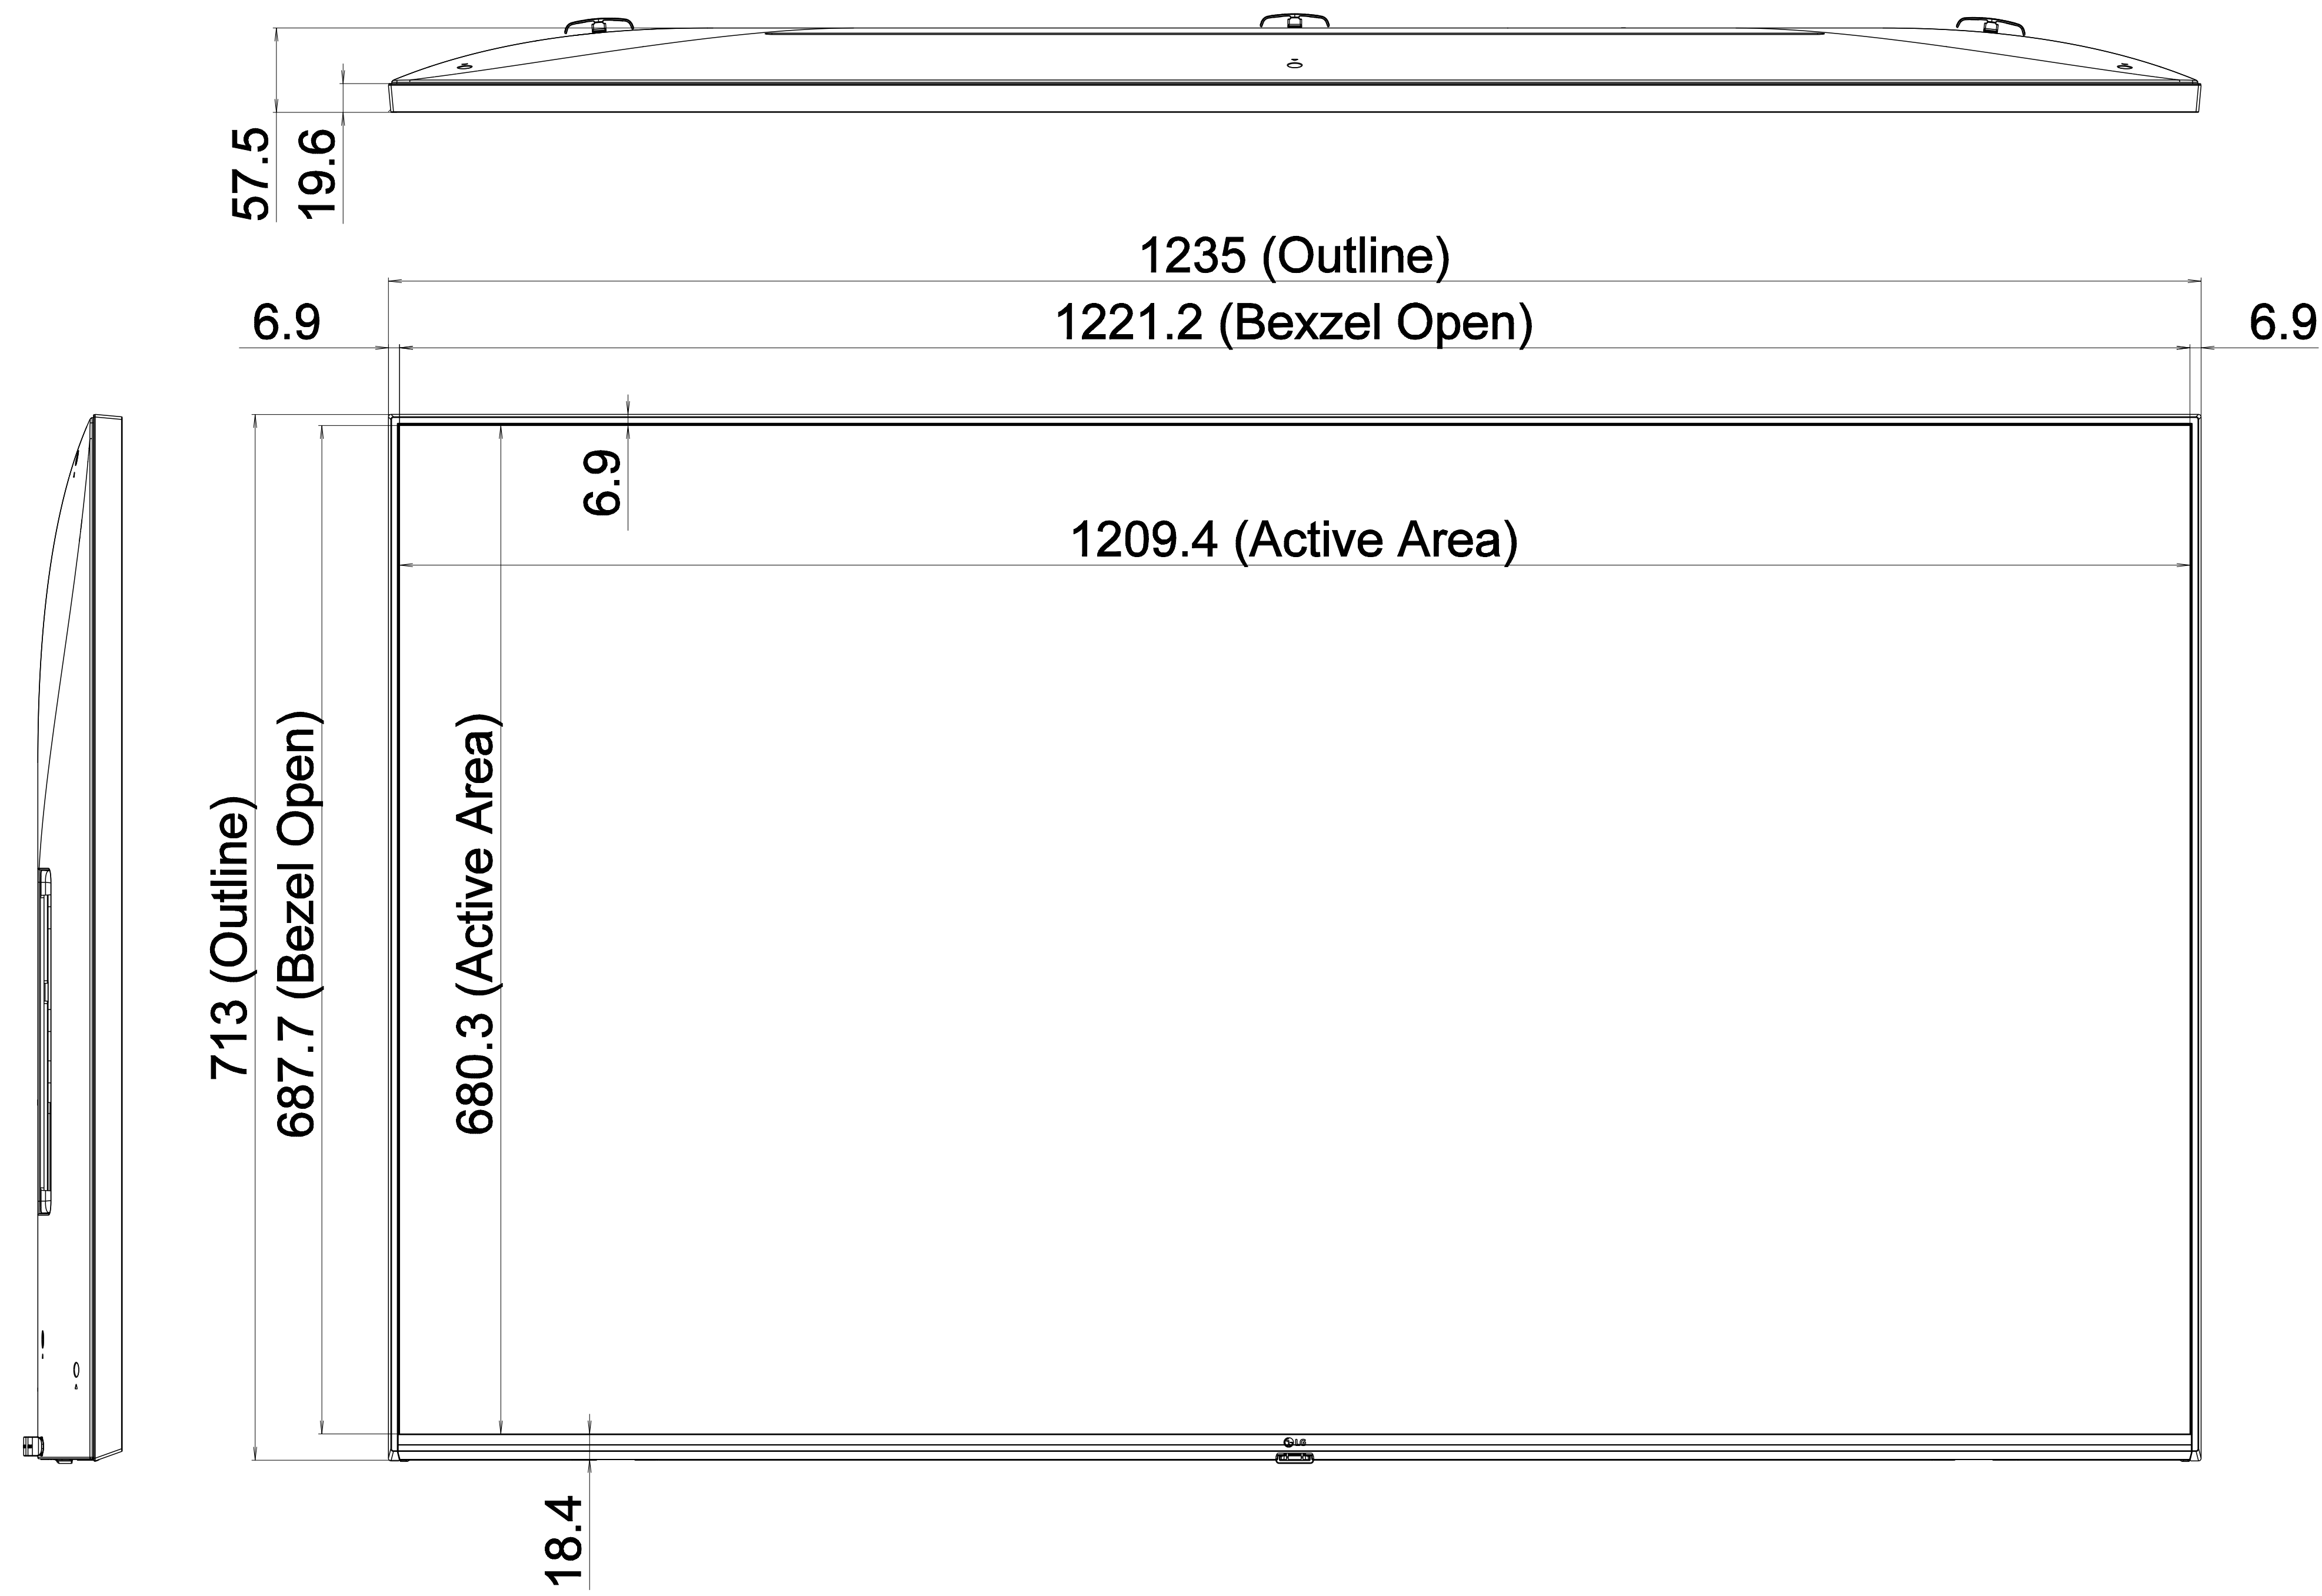 57.5
19.6
1235 (Outline)
6.9
1221.2 (Bexzel Open)
6.9
6.9
1209.4 (Active Area)
713 (Outline)
687.7 (Bezel Open)
680.3 (Active Area)
LG
18.4